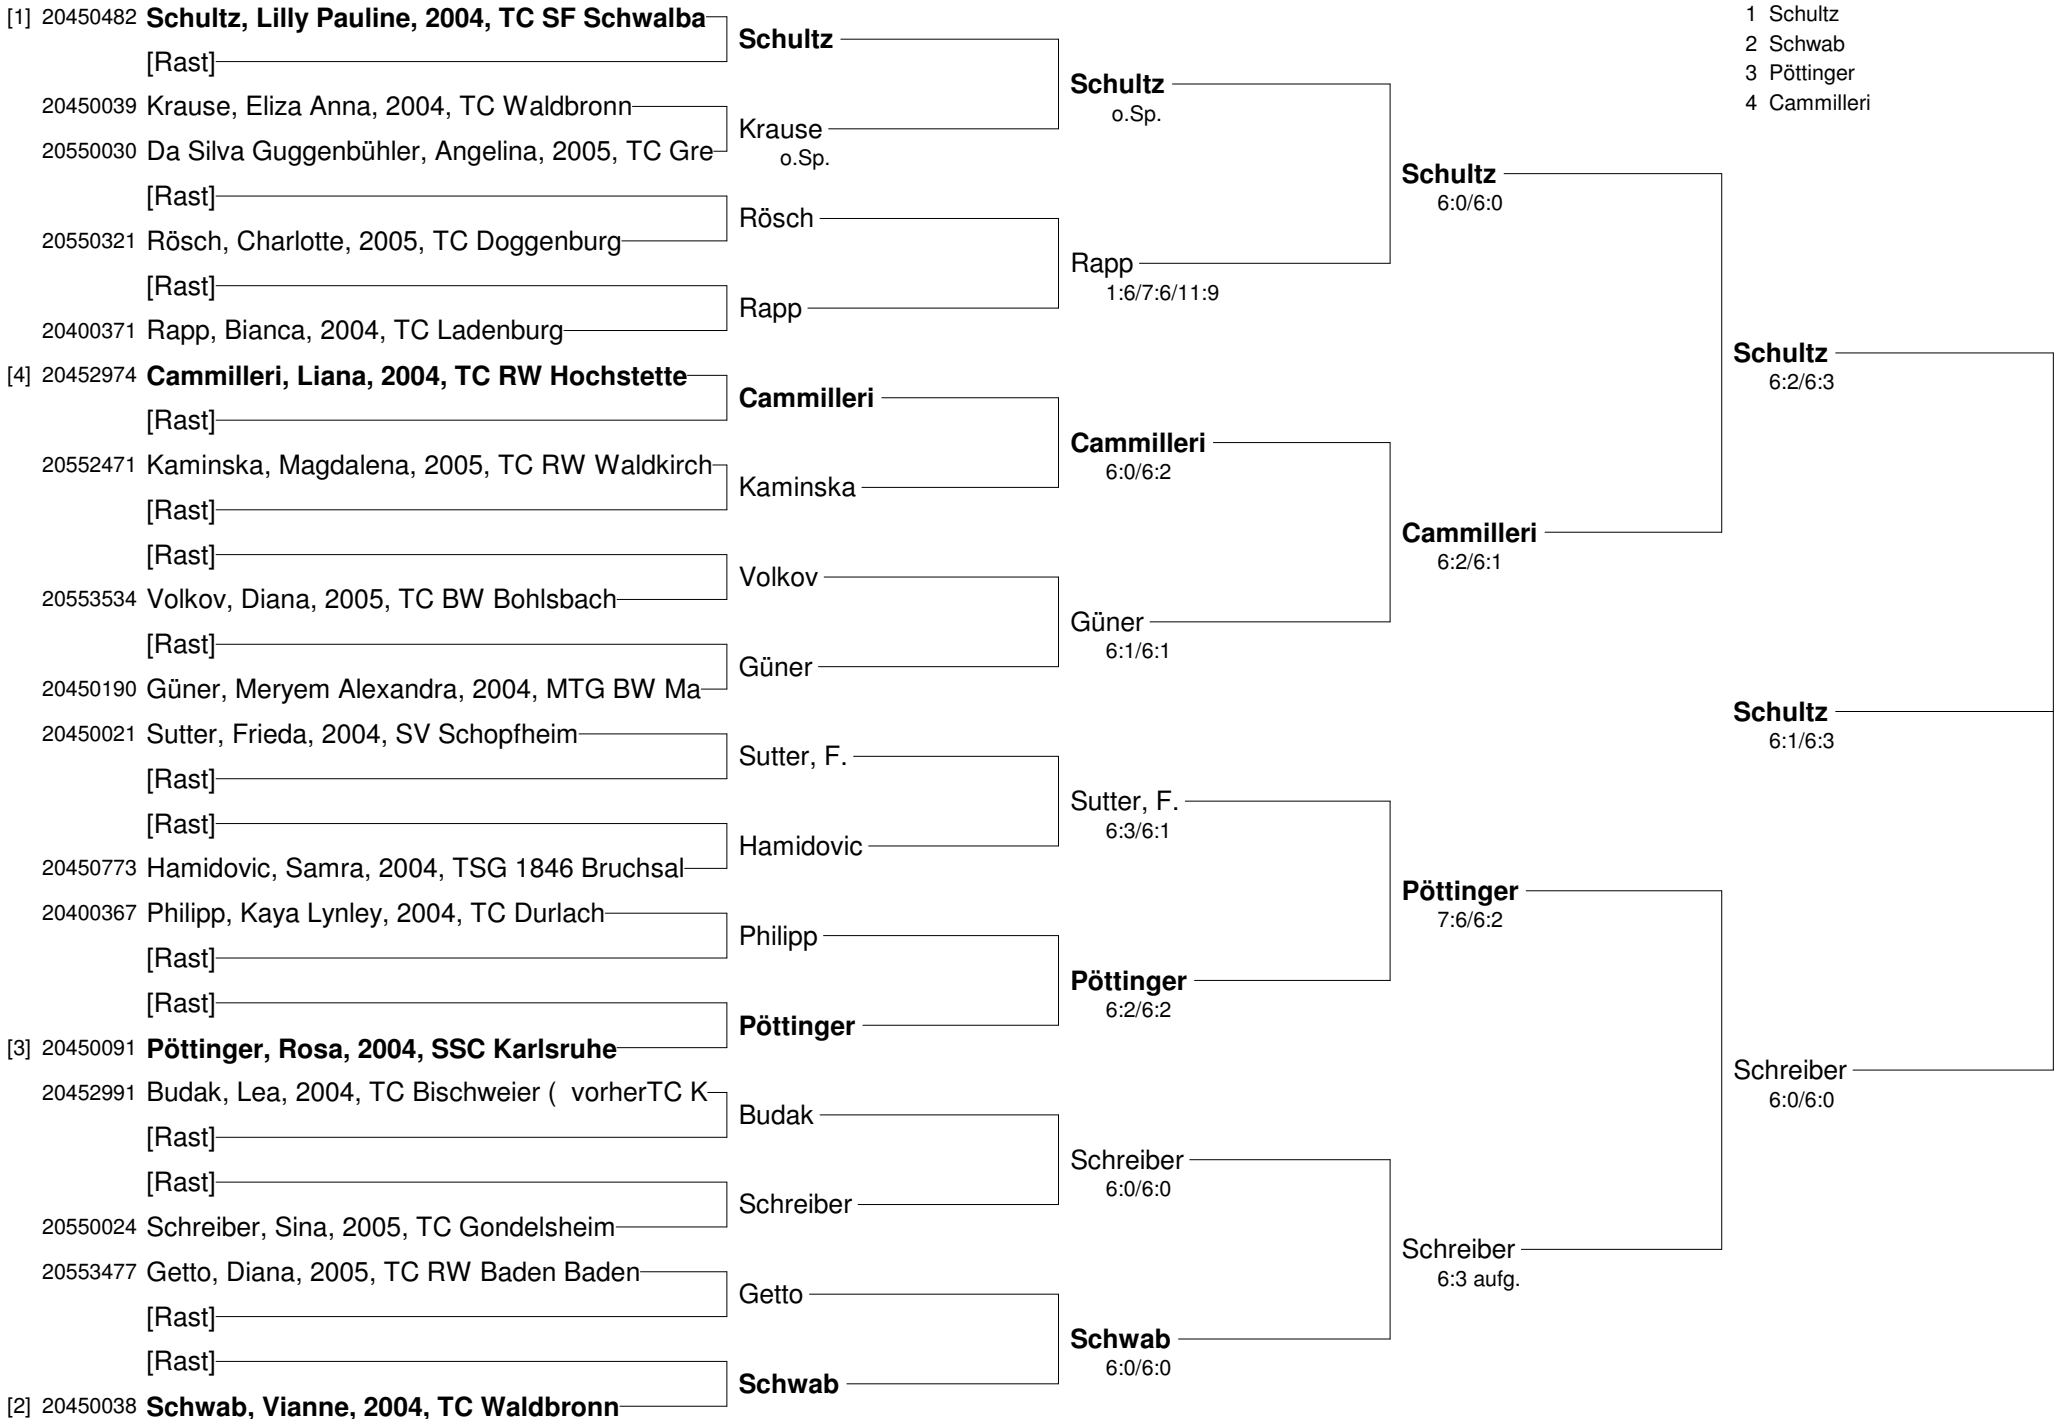 [1] 20450482 Schultz, Lilly Pauline, 2004, TC SF Schwalba
[Rast]
20450039 Krause, Eliza Anna, 2004, TC Waldbronn
20550030 Da Silva Guggenbühler, Angelina, 2005, TC Gre
[Rast]
20550321 Rösch, Charlotte, 2005, TC Doggenburg
[Rast]
20400371 Rapp, Bianca, 2004, TC Ladenburg
[4] 20452974 Cammilleri, Liana, 2004, TC RW Hochstette
[Rast]
20552471 Kaminska, Magdalena, 2005, TC RW Waldkirch
[Rast]
[Rast]
20553534 Volkov, Diana, 2005, TC BW Bohlsbach
[Rast]
20450190 Güner, Meryem Alexandra, 2004, MTG BW Ma
20450021 Sutter, Frieda, 2004, SV Schopfheim
[Rast]
[Rast]
20450773 Hamidovic, Samra, 2004, TSG 1846 Bruchsal
20400367 Philipp, Kaya Lynley, 2004, TC Durlach
[Rast]
[Rast]
[3] 20450091 Pöttinger, Rosa, 2004, SSC Karlsruhe
20452991 Budak, Lea, 2004, TC Bischweier (  vorherTC K
[Rast]
[Rast]
20550024 Schreiber, Sina, 2005, TC Gondelsheim
20553477 Getto, Diana, 2005, TC RW Baden Baden
[Rast]
[Rast]
[2] 20450038 Schwab, Vianne, 2004, TC Waldbronn
Schultz
Krause
o.Sp.
Rösch
Rapp
Cammilleri
Kaminska
Volkov
Güner
Sutter, F.
Hamidovic
Philipp
Pöttinger
Budak
Schreiber
Getto
Schwab
Schultz
o.Sp.
Rapp
1:6/7:6/11:9
Cammilleri
6:0/6:2
Güner
6:1/6:1
Sutter, F.
6:3/6:1
Pöttinger
6:2/6:2
Schreiber
6:0/6:0
Schwab
6:0/6:0
Schultz
6:0/6:0
Cammilleri
6:2/6:1
Pöttinger
7:6/6:2
Schreiber
6:3 aufg.
1 Schultz
2 Schwab
3 Pöttinger
4 Cammilleri
Schultz
6:2/6:3
Schultz
6:1/6:3
Schreiber
6:0/6:0